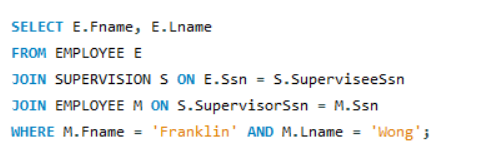 SELECT E.Fname, E.Lname
FROM EMPLOYEE E
JOIN SUPERVISION S ON E.Ssn = S.SuperviseeSsn
JOIN EMPLOYEE M ON S.SupervisorSsn = M.Ssn
WHERE M.Fname = 'Franklin' AND M.Lname = 'Wong';